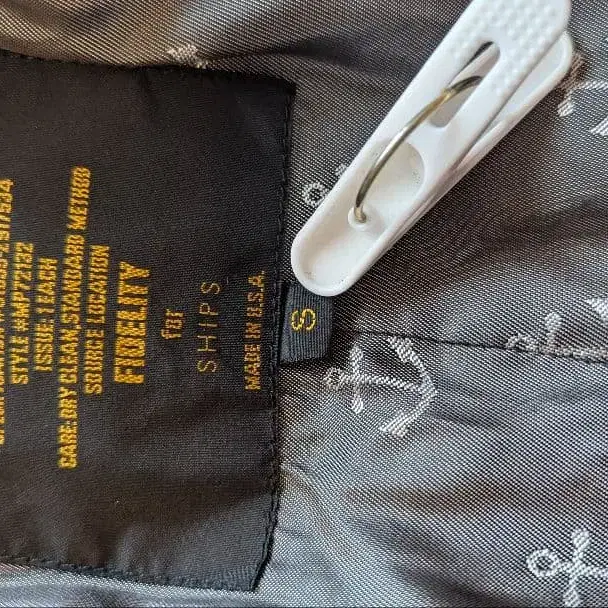 STYLE #MP72132
ISSUE: 1 EACH
CARE: DRY CLEAN, STANDARD METHOD
SOURCE LOCATION
FIDELITY
for
SHIPS
MADE IN U.S.A.
S